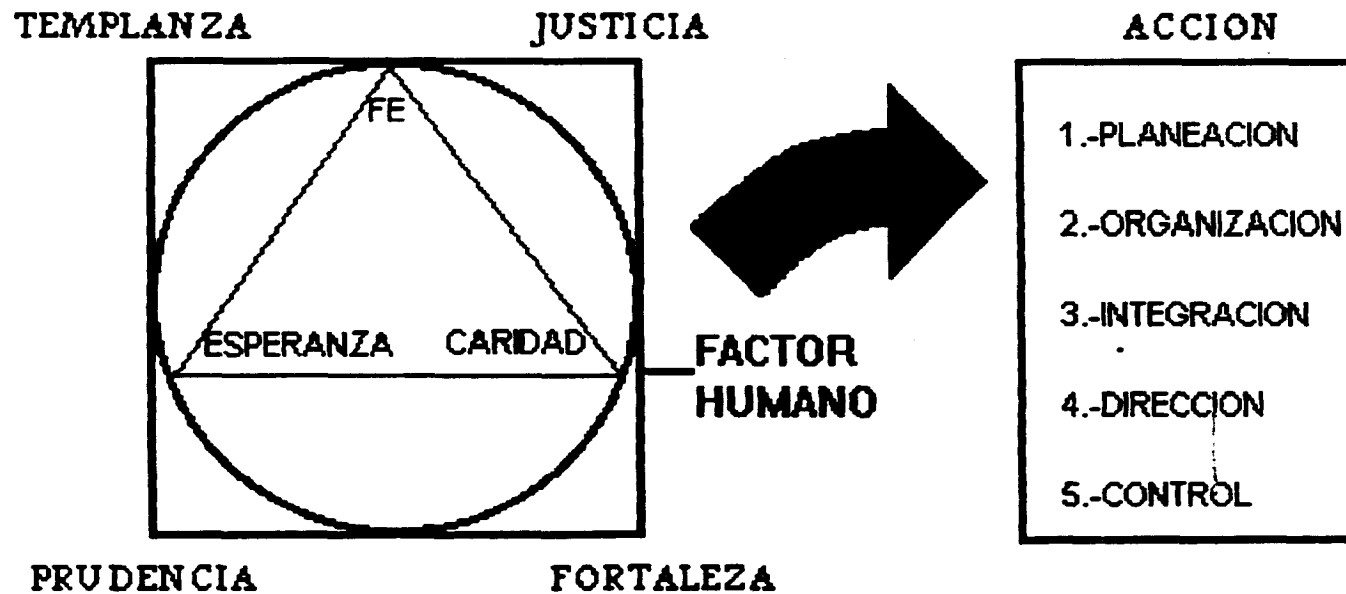 TEMPLANZA
JUSTICIA
FE
ESPERANZA
CARIDAD
FACTOR
HUMANO
PRUDENCIA
FORTALEZA
ACCION
1.-PLANEACION
2.-ORGANIZACION
3.-INTEGRACION
4.-DIRECCION
5.-CONTROL